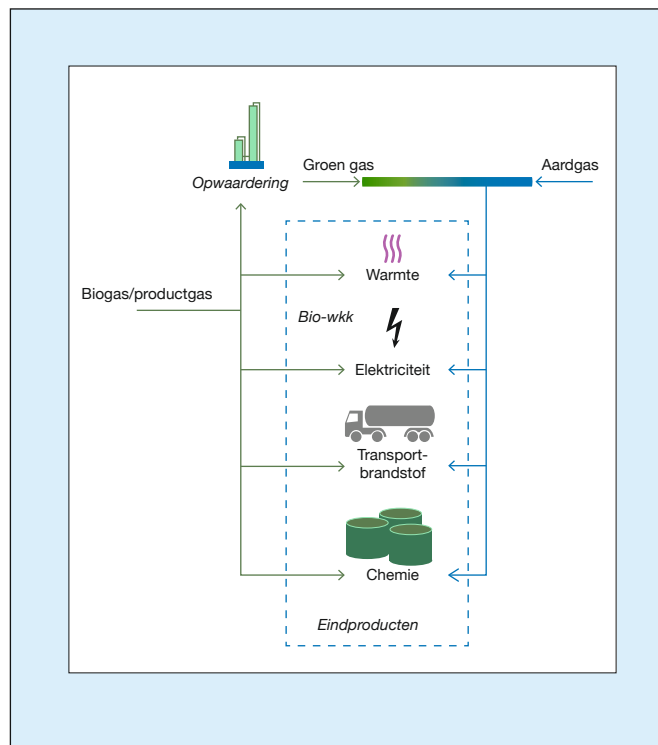 Groen gas
Aardgas
Opwaardering
Warmte
Biogas/productgas
Bio-wkk
Elektriciteit
Transport-
brandstof
Chemie
Eindproducten